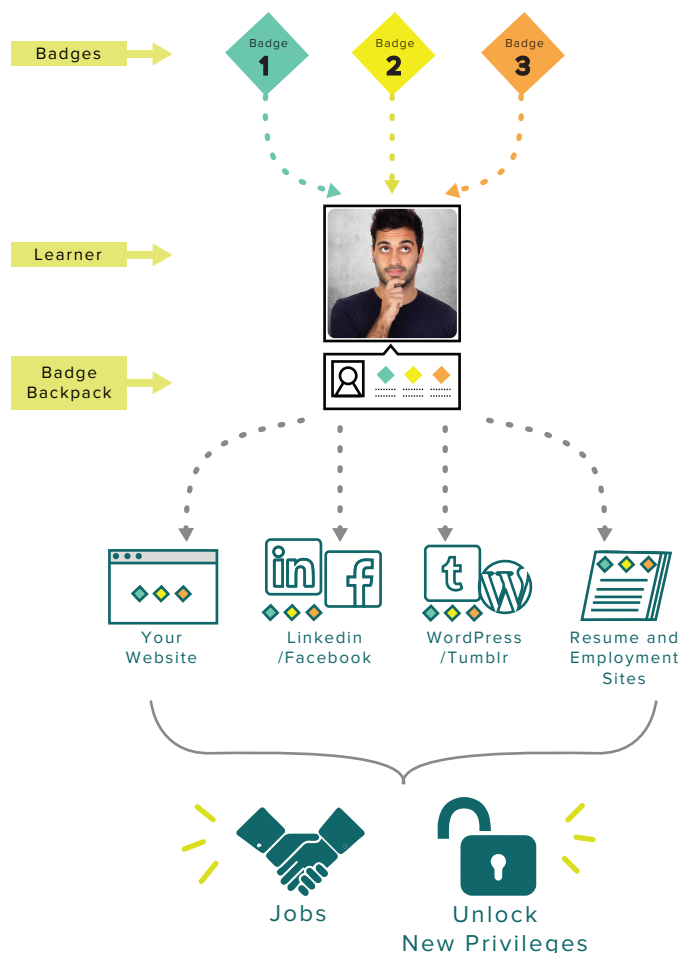 Badges
Badge
1
Badge
2
Badge
3
Learner
Badge
Backpack
in
f
t
W
Your
Website
Linkedin
/Facebook
WordPress
/Tumblr
Resume and
Employment
Sites
Jobs
Unlock
New Privileges